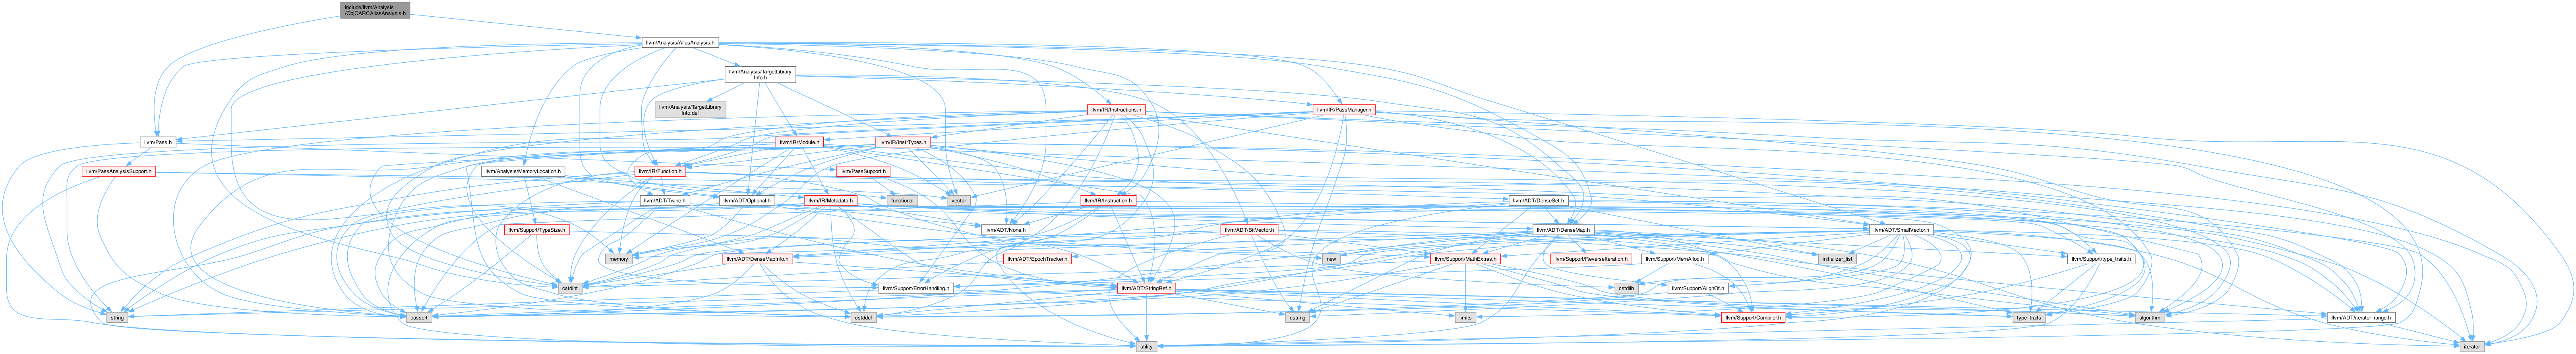 include/llvm/Analysis
/ObjCARCAliasAnalysis.h
llvm/Analysis/AliasAnalysis.h
llvm/Analysis/TargetLibrary
Info.h
llvm/Analysis/TargetLibrary
Info.def
llvm/IR/Instructions.h
llvm/IR/PassManager.h
llvm/Pass.h
llvm/IR/Module.h
llvm/IR/InstrTypes.h
llvm/PassAnalysisSupport.h
llvm/Analysis/MemoryLocation.h
llvm/IR/Function.h
llvm/PassSupport.h
llvm/ADT/Twine.h
llvm/ADT/Optional.h
llvm/IR/Metadata.h
functional
vector
llvm/IR/Instruction.h
llvm/ADT/DenseSet.h
llvm/Support/TypeSize.h
llvm/ADT/None.h
llvm/ADT/BitVector.h
llvm/ADT/DenseMap.h
llvm/ADT/SmallVector.h
memory
llvm/ADT/DenseMapInfo.h
llvm/ADT/EpochTracker.h
new
llvm/Support/MathExtras.h
llvm/Support/ReverseIteration.h
llvm/Support/MemAlloc.h
initializer_list
llvm/Support/type_traits.h
cstdint
llvm/Support/ErrorHandling.h
llvm/ADT/StringRef.h
cstdlib
llvm/Support/AlignOf.h
string
cassert
cstddef
cstring
limits
llvm/Support/Compiler.h
type_traits
algorithm
llvm/ADT/iterator_range.h
utility
iterator